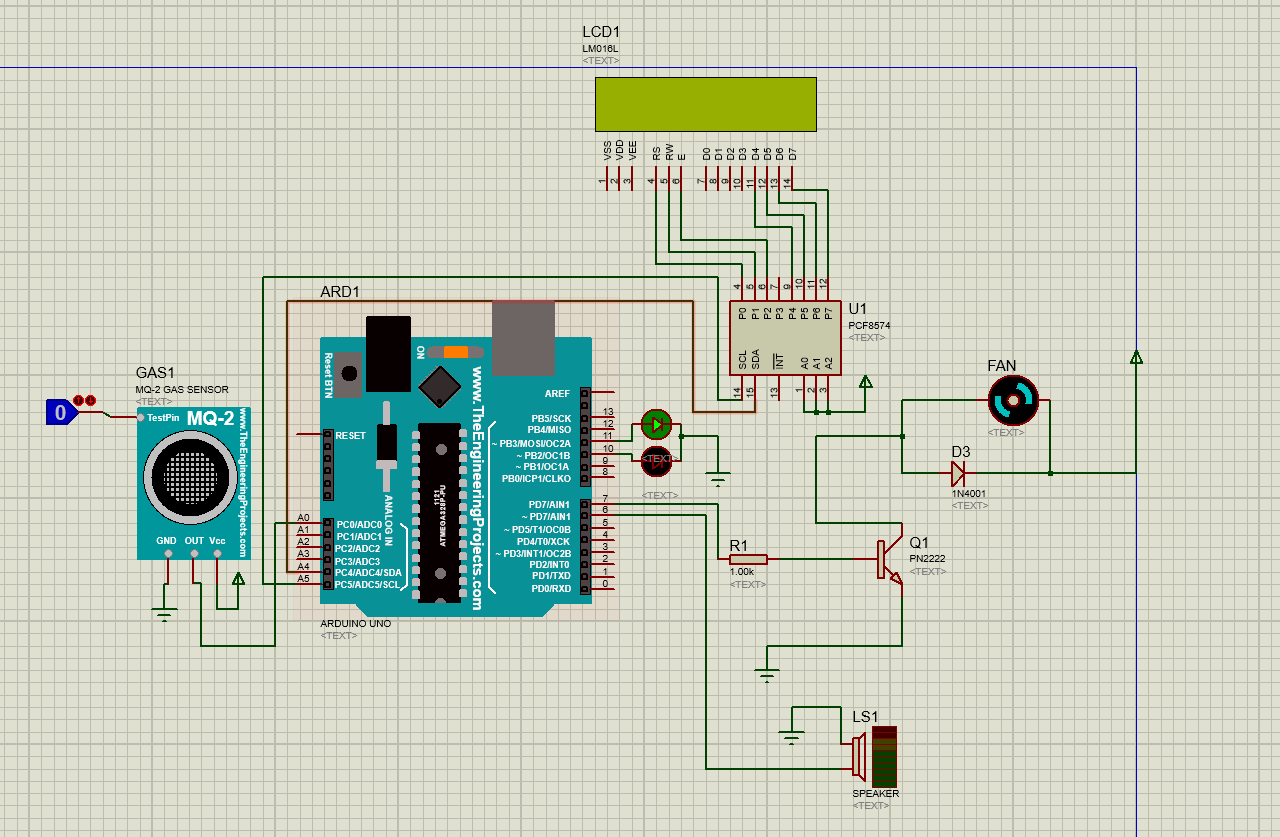 LCD1
LM016L
<TEXT>
VSS
VDD
VEE
RS
RW
E
D0
D1
D2
D3
D4
D5
D6
D7
1
2
3
4
5
6
7
8
9
10
11
12
13
14
4
5
6
7
9
10
11
12
P0
P1
P2
P3
P4
P5
P6
P7
U1
PCF8574
<TEXT>
SCL
SDA
INT
A0
A1
A2
14
15
13
1
2
3
ARD1
ON
Reset BTN
www.TheEngineeringProjects.com
ANALOG IN
1121
ATMEGA328P-PU
RESET
A0
A1
A2
A3
A4
A5
PC0/ADC0
PC1/ADC1
PC2/ADC2
PC3/ADC3
PC4/ADC4/SDA
PC5/ADC5/SCL
AREF
PB5/SCK
PB4/MISO
~ PB3/MOSI/OC2A
~ PB2/OC1B
~ PB1/OC1A
PB0/ICP1/CLKO
13
12
11
10
9
8
PD7/AIN1
~ PD7/AIN1
~ PD5/T1/OC0B
PD4/T0/XCK
~ PD3/INT1/OC2B
PD2/INT0
PD1/TXD
PD0/RXD
7
6
5
4
3
2
1
0
ARDUINO UNO
<TEXT>
GAS1
MQ-2 GAS SENSOR
<TEXT>
0
TestPin
MQ-2
www.TheEngineeringProjects.com
GND
OUT
Vcc
<TEXT>
<TEXT>
FAN
<TEXT>
D3
1N4001
<TEXT>
R1
1.00k
<TEXT>
Q1
PN2222
<TEXT>
LS1
SPEAKER
<TEXT>